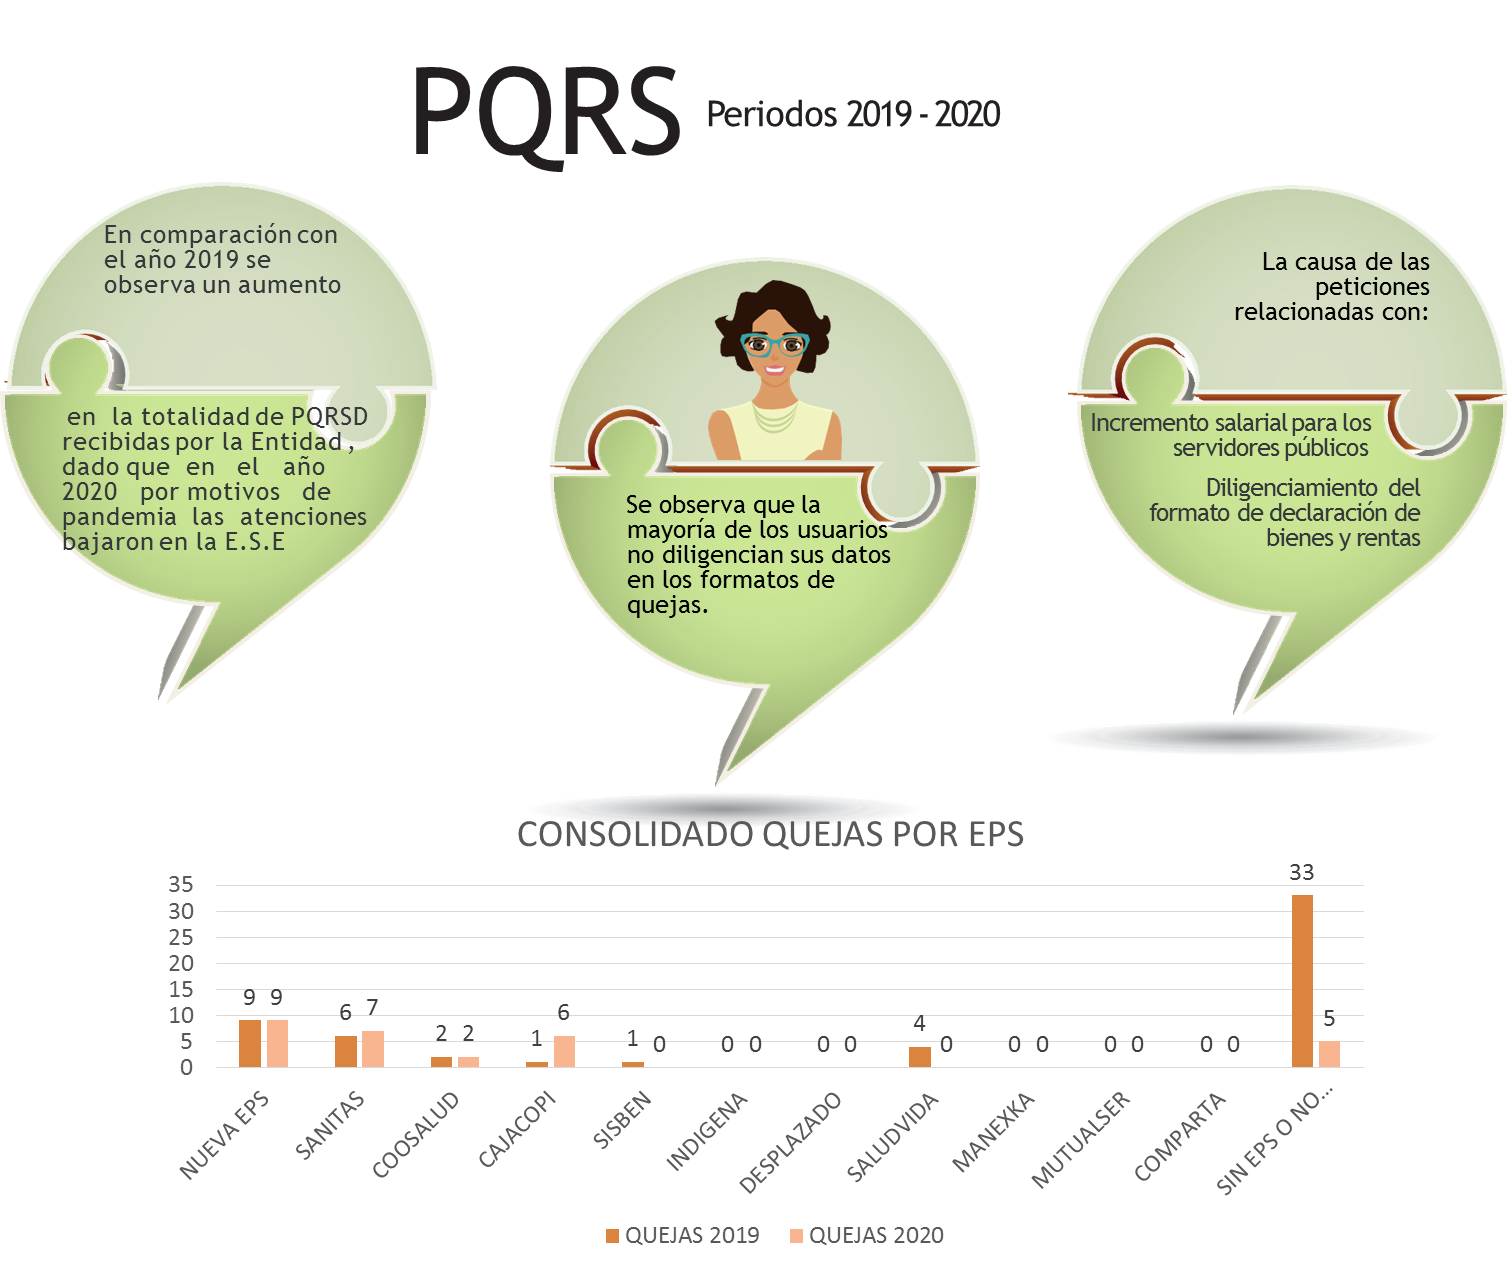 PQRS Periodos 2019 - 2020
En comparación con
el año 2019 se
observa un aumento
en la totalidad de PQRSD
recibidas por la Entidad ,
dado que en el año
2020 por motivos de
pandemia las atenciones
bajaron en la E.S.E
Se observa que la
mayoría de los usuarios
no diligencian sus datos
en los formatos de
quejas.
La causa de las
peticiones
relacionadas con:
Incremento salarial para los
servidores públicos
Diligenciamiento del
formato de declaración de
bienes y rentas
CONSOLIDADO QUEJAS POR EPS
35
30
25
20
15
10
5
0
9 9
6 7
2 2
1 6
1 0
0 0
0 0
4 0
0 0
0 0
0 0
33 5
NUEVA EPS
SANITAS
COOSALUD
CAJACOPI
SISBEN
INDIGENA
DESPLAZADO
SALUDVIDA
MANEXKA
MUTUALSER
COMPARTA
SIN EPS O NO...
QUEJAS 2019 QUEJAS 2020